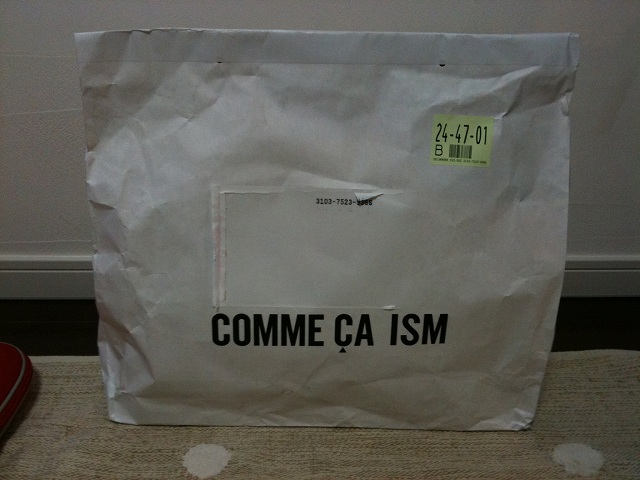 24-47-01
B
3103-7523-
COMME ÇA ISM